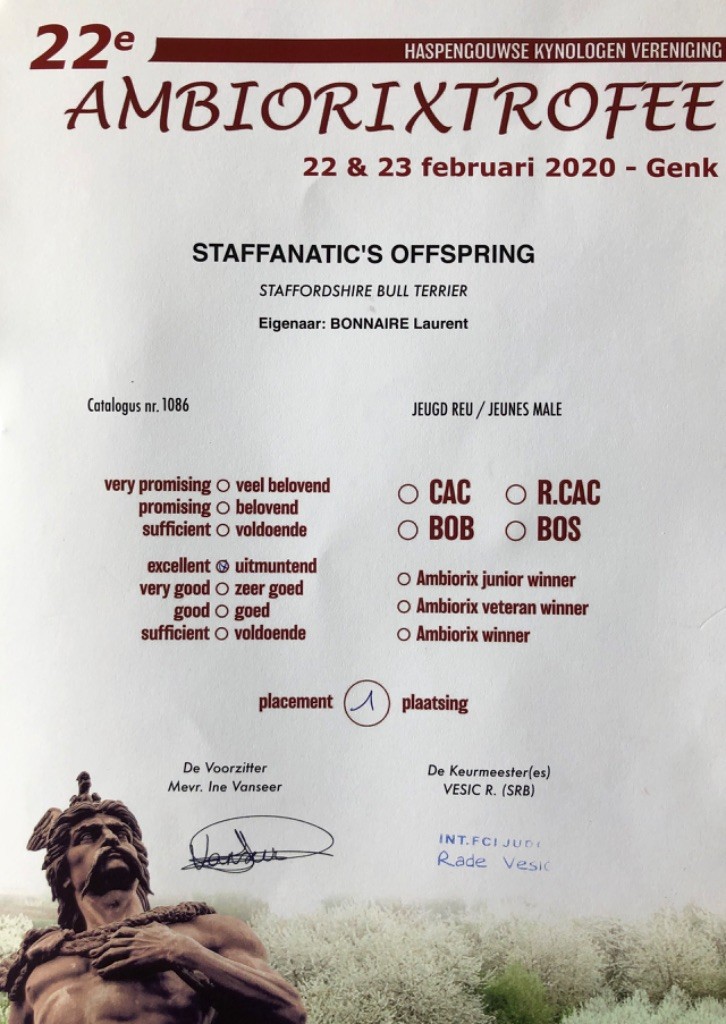 22e
HASPENGOUWSE KYNOLOGEN VERENIGING
AMBIORIXTROFEE
22 & 23 februari 2020 - Genk
STAFFANATIC'S OFFSPRING
STAFFORDSHIRE BULL TERRIER
Eigenaar: BONNAIRE Laurent
Catalogus nr. 1086
JEUGD REU / JEUNES MALE
very promising veel belovend
promising belovend
sufficient voldoende
excellent uitmuntend
very good zeer goed
good goed
sufficient voldoende
CAC R.CAC
BOB BOS
Ambiorix junior winner
Ambiorix veteran winner
Ambiorix winner
placement 1 plaatsing
De Voorzitter
Mevr. Ine Vanseer
De Keurmeester(es)
VESIC R. (SRB)
INT.FCI
Rade Vesic